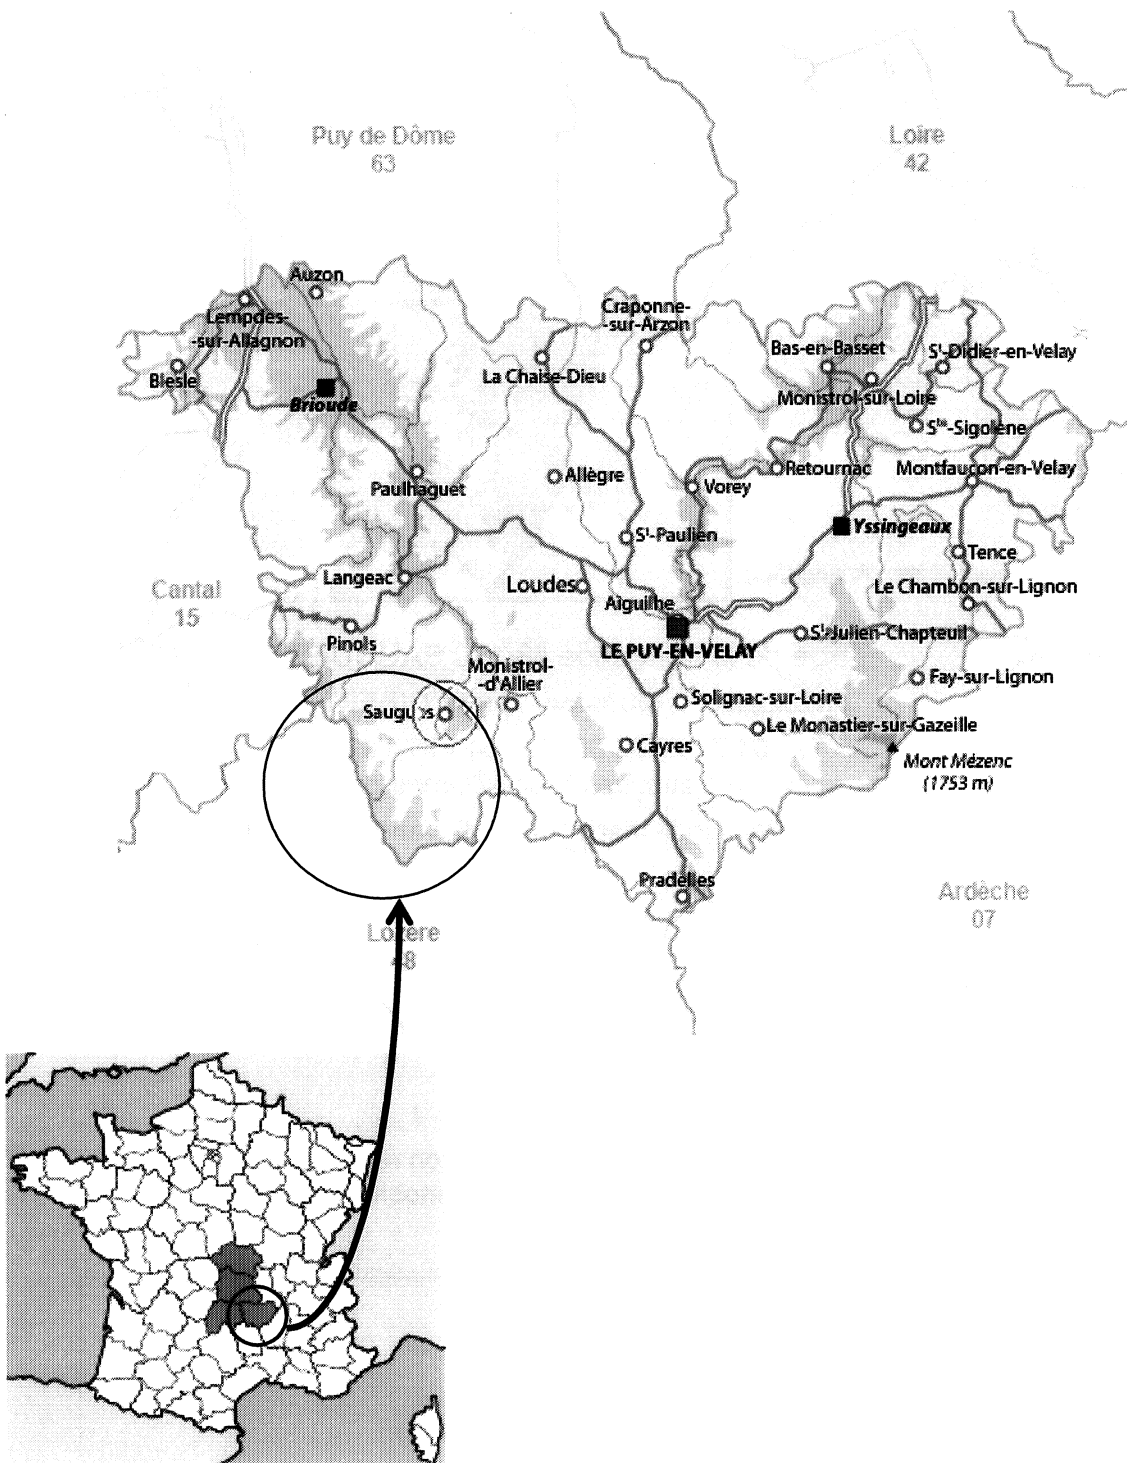 Puy de Dôme
63
Loire
42
Auzon
Lempdes-
-sur-Allagnon
Craponne-
-sur-Arzon
Blesle
Brioude
La Chaise-Dieu
Bas-en-Basset
St-Didier-en-Velay
Monistrol-sur-Loire
Ste-Sigolène
Paulhaguet
Allègre
Vorey
Retournac
Montfaucon-en-Velay
St-Paulien
Yssingeaux
Tence
Cantal
15
Langeac
Loudes
Aiguilhe
Le Chambon-sur-Lignon
Pinols
LE PUY-EN-VELAY
St-Julien-Chapteuil
Monistrol-
-d'Allier
Saugues
Solignac-sur-Loire
Fay-sur-Lignon
Le Monastier-sur-Gazeille
Cayres
Mont Mézenc
(1753 m)
Pradelles
Ardèche
07
Lozère
48